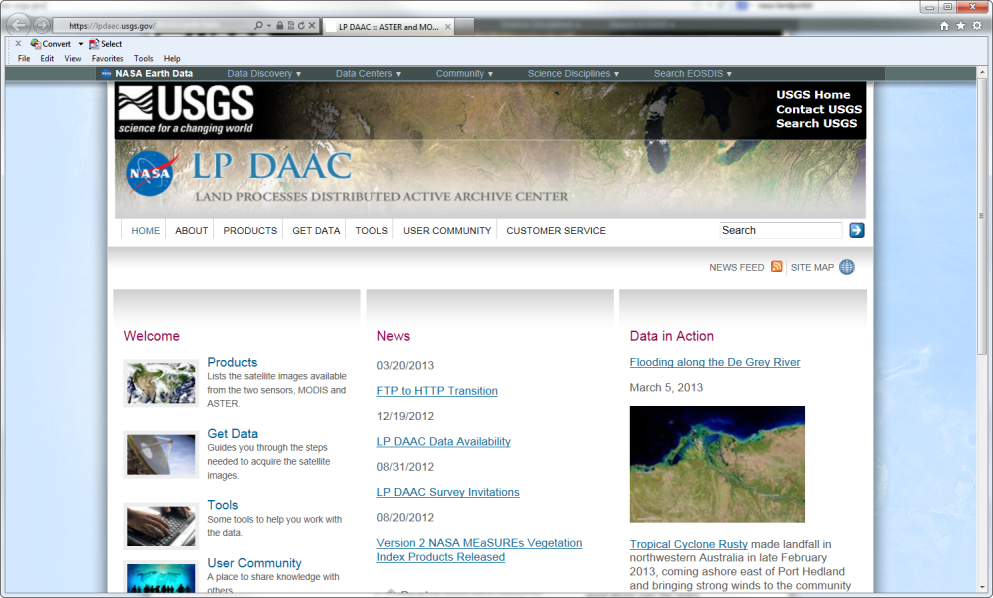 https://lpdaac.usgs.gov/
LP DAAC :: ASTER and MO...
Convert
Select
File Edit View Favorites Tools Help
NASA Earth Data Data Discovery Data Centers Community Science Disciplines Search EOSDIS
USGS
science for a changing world
USGS Home
Contact USGS
Search USGS
NASA
LP DAAC
LAND PROCESSES DISTRIBUTED ACTIVE ARCHIVE CENTER
HOME ABOUT PRODUCTS GET DATA TOOLS USER COMMUNITY CUSTOMER SERVICE Search
NEWS FEED SITE MAP
Welcome
Products
Lists the satellite images available
from the two sensors, MODIS and
ASTER.
Get Data
Guides you through the steps
needed to acquire the satellite
images.
Tools
Some tools to help you work with
the data.
User Community
A place to share knowledge with
others.
News
03/20/2013
FTP to HTTP Transition
12/19/2012
LP DAAC Data Availability
08/31/2012
LP DAAC Survey Invitations
08/20/2012
Version 2 NASA MEaSUREs Vegetation
Index Products Released
Data in Action
Flooding along the De Grey River
March 5, 2013
Tropical Cyclone Rusty made landfall in
northwestern Australia in late February
2013, coming ashore east of Port Hedland
and bringing strong winds to the community